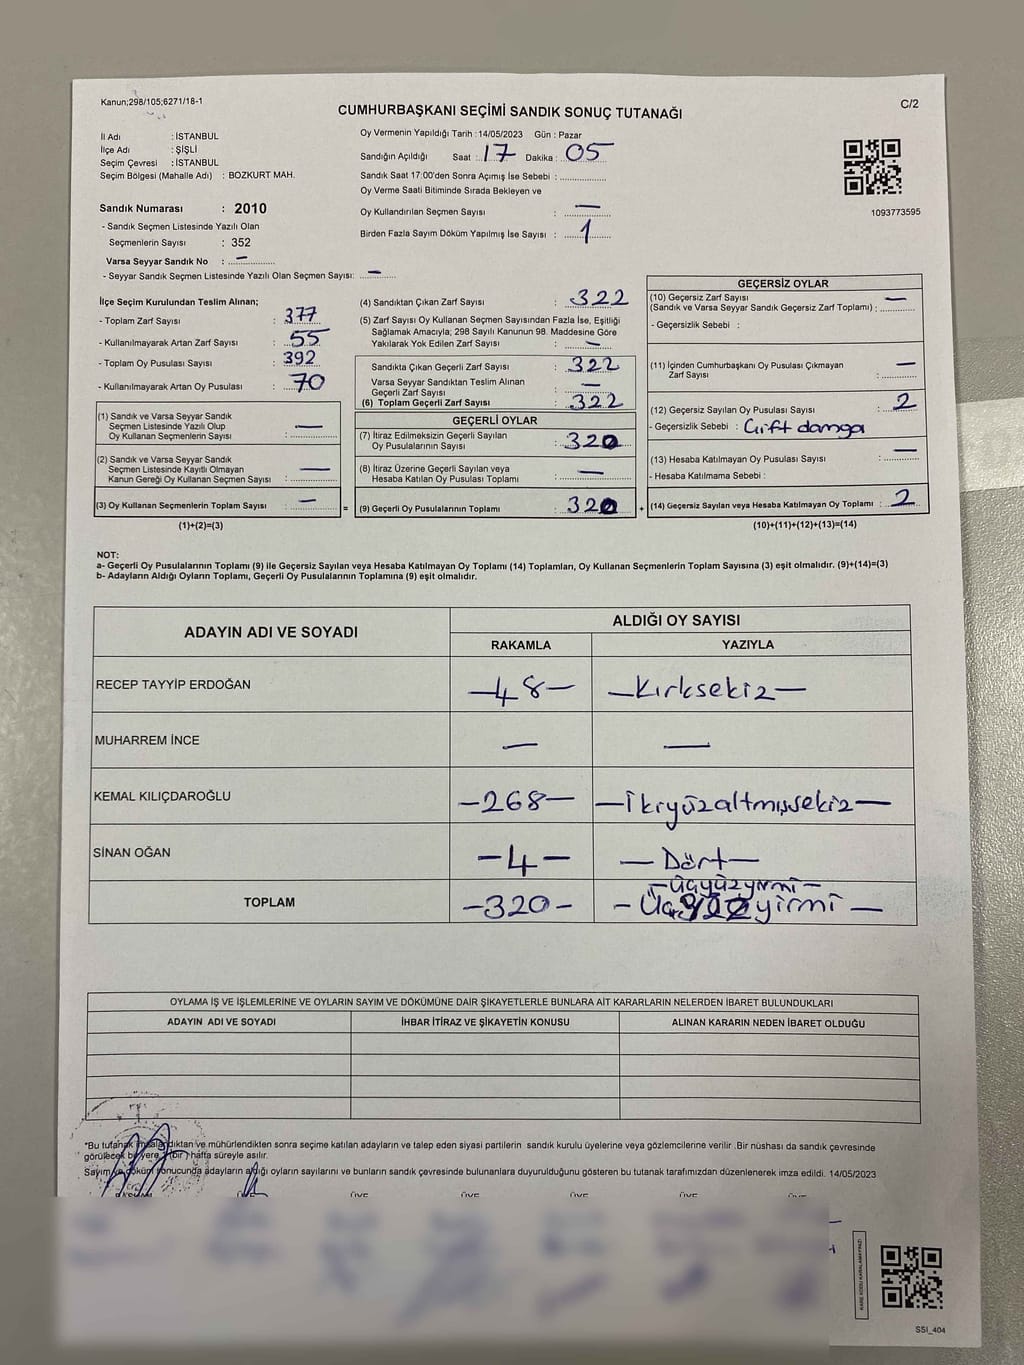 Kanun;298/105;6271/18-1
CUMHURBAŞKANI SEÇİMİ SANDIK SONUÇ TUTANAĞI
C/2
İl Adı : İSTANBUL
İlçe Adı : ŞİŞLİ
Seçim Çevresi : İSTANBUL
Seçim Bölgesi (Mahalle Adı) : BOZKURT MAH.
Sandık Numarası : 2010
- Sandık Seçmen Listesinde Yazılı Olan
Seçmenlerin Sayısı : 352
Varsa Seyyar Sandık No : —
- Seyyar Sandık Seçmen Listesinde Yazılı Olan Seçmen Sayısı: —
Oy Vermenin Yapıldığı Tarih : 14/05/2023 Gün : Pazar
Sandığın Açıldığı Saat : 17 Dakika : 05
Sandık Saat 17:00'den Sonra Açımış İse Sebebi :
Oy Verme Saati Bitiminde Sırada Bekleyen ve
Oy Kullandırılan Seçmen Sayısı : —
Birden Fazla Sayım Döküm Yapılmış İse Sayısı : 1
1093773595
İlçe Seçim Kurulundan Teslim Alınan;
- Toplam Zarf Sayısı : 377
- Kullanılmayarak Artan Zarf Sayısı : 55
- Toplam Oy Pusulası Sayısı : 392
- Kullanılmayarak Artan Oy Pusulası : 70
(1) Sandık ve Varsa Seyyar Sandık
Seçmen Listesinde Yazılı Olup
Oy Kullanan Seçmenlerin Sayısı : —
(2) Sandık ve Varsa Seyyar Sandık
Seçmen Listesinde Kayıtlı Olmayan
Kanun Gereği Oy Kullanan Seçmen Sayısı : —
(3) Oy Kullanan Seçmenlerin Toplam Sayısı : — =
(1)+(2)=(3)
(4) Sandıktan Çıkan Zarf Sayısı : 322
(5) Zarf Sayısı Oy Kullanan Seçmen Sayısından Fazla İse, Eşitliği
Sağlamak Amacıyla; 298 Sayılı Kanunun 98. Maddesine Göre
Yakılarak Yok Edilen Zarf Sayısı : —
Sandıkta Çıkan Geçerli Zarf Sayısı : 322
Varsa Seyyar Sandıktan Teslim Alınan
Geçerli Zarf Sayısı : —
(6) Toplam Geçerli Zarf Sayısı : 322
GEÇERLİ OYLAR
(7) İtiraz Edilmeksizin Geçerli Sayılan
Oy Pusulalarının Sayısı : 320
(8) İtiraz Üzerine Geçerli Sayılan veya
Hesaba Katılan Oy Pusulası Toplamı : —
(9) Geçerli Oy Pusulalarının Toplamı : 320 +
GEÇERSİZ OYLAR
(10) Geçersiz Zarf Sayısı
(Sandık ve Varsa Seyyar Sandık Geçersiz Zarf Toplamı) : —
- Geçersizlik Sebebi :
(11) İçinden Cumhurbaşkanı Oy Pusulası Çıkmayan
Zarf Sayısı : —
(12) Geçersiz Sayılan Oy Pusulası Sayısı : 2
- Geçersizlik Sebebi : Çift damga
(13) Hesaba Katılmayan Oy Pusulası Sayısı : —
- Hesaba Katılmama Sebebi :
(14) Geçersiz Sayılan veya Hesaba Katılmayan Oy Toplamı : 2
(10)+(11)+(12)+(13)=(14)
NOT:
a- Geçerli Oy Pusulalarının Toplamı (9) ile Geçersiz Sayılan veya Hesaba Katılmayan Oy Toplamı (14) Toplamları, Oy Kullanan Seçmenlerin Toplam Sayısına (3) eşit olmalıdır. (9)+(14)=(3)
b- Adayların Aldığı Oyların Toplamı, Geçerli Oy Pusulalarının Toplamına (9) eşit olmalıdır.
ADAYIN ADI VE SOYADI ALDIĞI OY SAYISI
RAKAMLA YAZIYLA
RECEP TAYYİP ERDOĞAN —48— —Kırksekiz—
MUHARREM İNCE — —
KEMAL KILIÇDAROĞLU —268— —İkiyüzaltmışsekiz—
SİNAN OĞAN —4— —Dört—
—Üçyüzyirmi—
TOPLAM —320— —Üçyüzyirmi—
OYLAMA İŞ VE İŞLEMLERİNE VE OYLARIN SAYIM VE DÖKÜMÜNE DAİR ŞİKAYETLERLE BUNLARA AİT KARARLARIN NELERDEN İBARET BULUNDUKLARI
ADAYIN ADI VE SOYADI İHBAR İTİRAZ VE ŞİKAYETİN KONUSU ALINAN KARARIN NEDEN İBARET OLDUĞU
*Bu tutanak imzalandıktan ve mühürlendikten sonra seçime katılan adayların ve talep eden siyasi partilerin sandık kurulu üyelerine veya gözlemcilerine verilir .Bir nüshası da sandık çevresinde
görülecek bir yere (bir ) hafta süreyle asılır.
Sayım ve döküm sonucunda adayların aldığı oyların sayılarını ve bunların sandık çevresinde bulunanlara duyurulduğunu gösteren bu tutanak tarafımızdan düzenlenerek imza edildi. 14/05/2023
BAŞKAN ÜYE ÜYE ÜYE ÜYE ÜYE ÜYE
KARE KODU KARALAMAYINIZ!
SSI_404